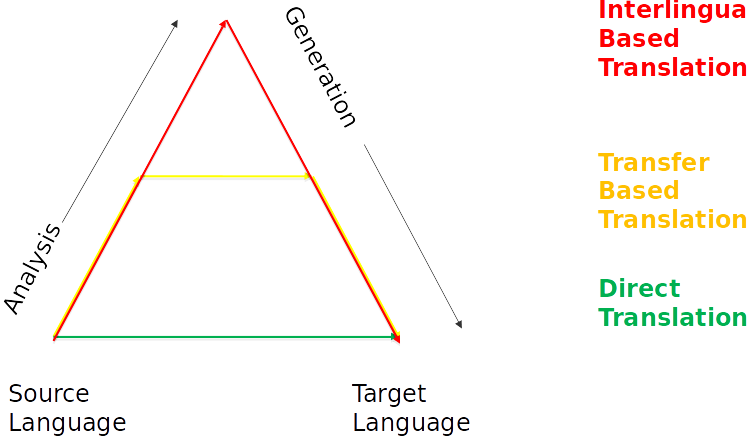 Interlingua
Based
Translation
Generation
Transfer
Based
Translation
Analysis
Direct
Translation
Source
Language
Target
Language